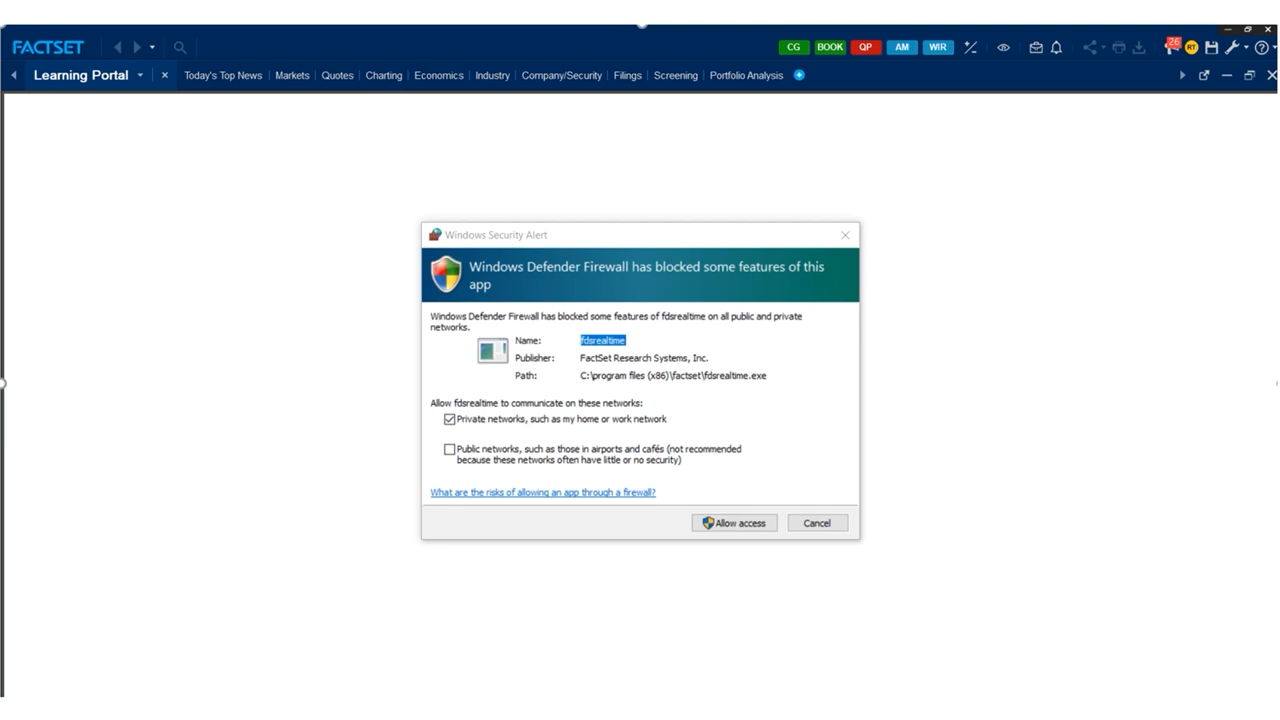 FACTSET
CG BOOK QP AM WIR 26 RT
Learning Portal Today's Top News Markets Quotes Charting Economics Industry Company/Security Filings Screening Portfolio Analysis
Windows Security Alert
Windows Defender Firewall has blocked some features of this
app
Windows Defender Firewall has blocked some features of fdsrealtime on all public and private
networks.
Name: fdsrealtime
Publisher: FactSet Research Systems, Inc.
Path: C:\program files (x86)\factset\fdsrealtime.exe
Allow fdsrealtime to communicate on these networks:
Private networks, such as my home or work network
Public networks, such as those in airports and cafés (not recommended
because these networks often have little or no security)
What are the risks of allowing an app through a firewall?
Allow access Cancel